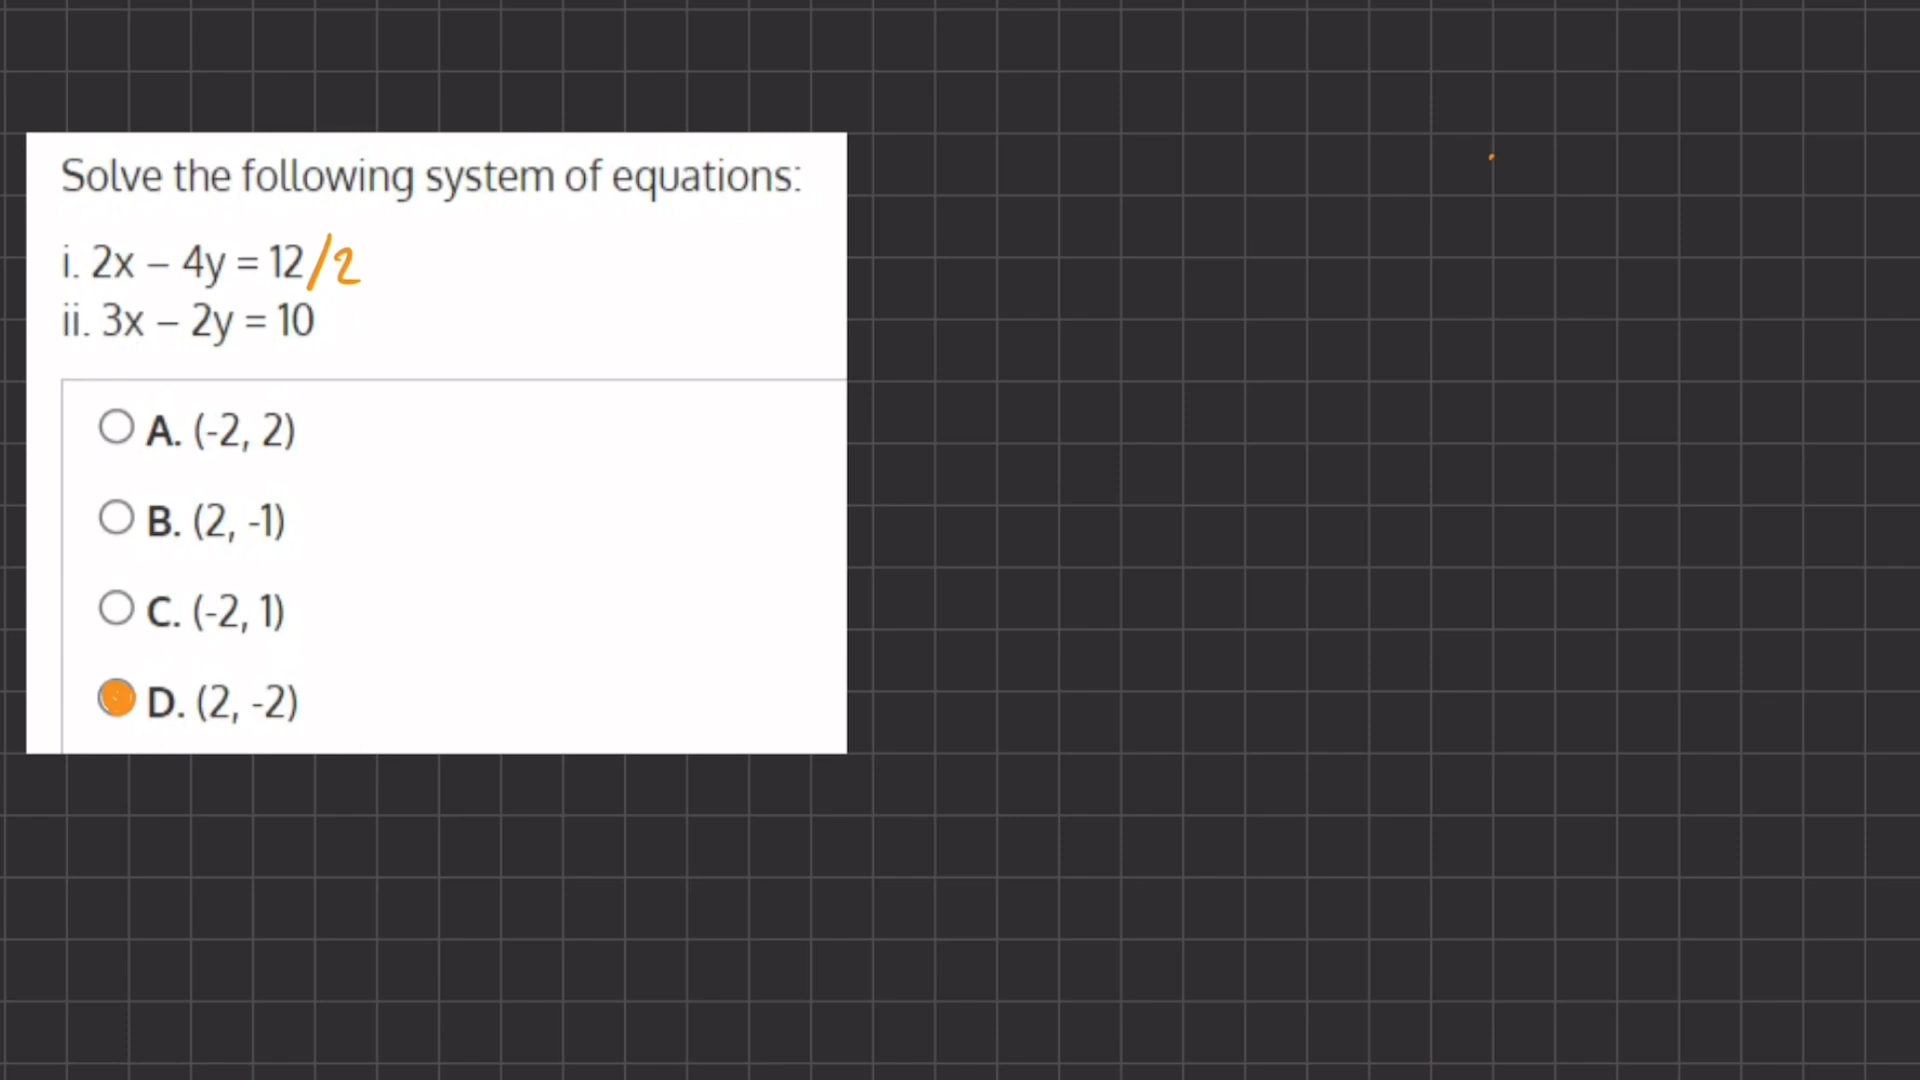 Solve the following system of equations:
i. 2x – 4y = 12/2
ii. 3x – 2y = 10
A. (-2, 2)
B. (2, -1)
C. (-2, 1)
D. (2, -2)